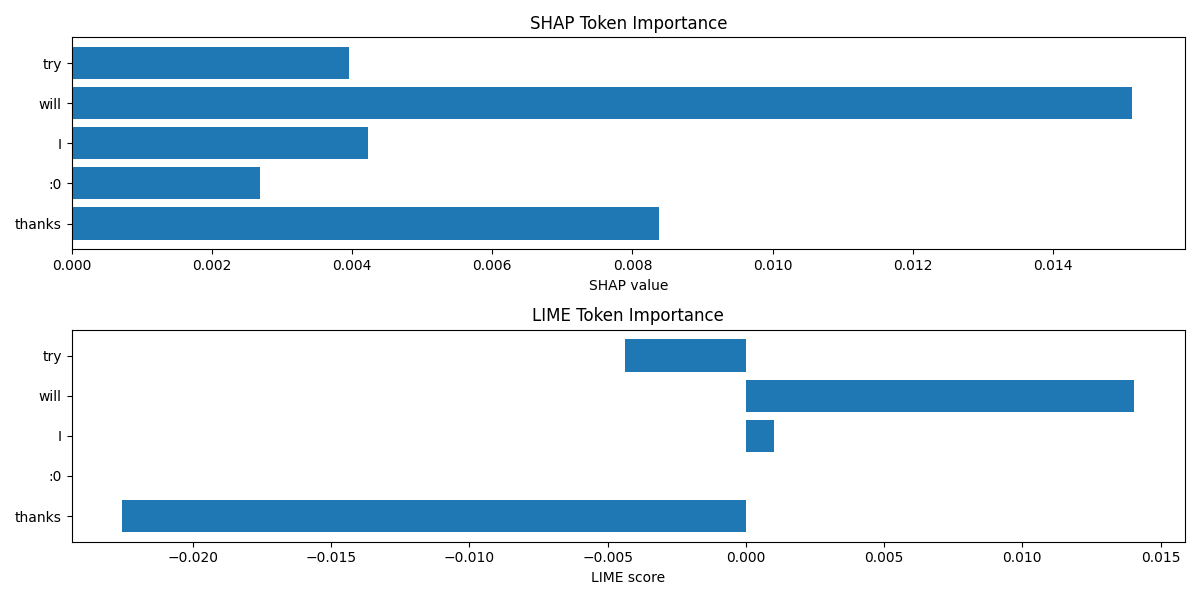 SHAP Token Importance
try
will
I
:0
thanks
0.000 0.002 0.004 0.006 0.008 0.010 0.012 0.014
SHAP value
LIME Token Importance
try
will
I
:0
thanks
−0.020 −0.015 −0.010 −0.005 0.000 0.005 0.010 0.015
LIME score